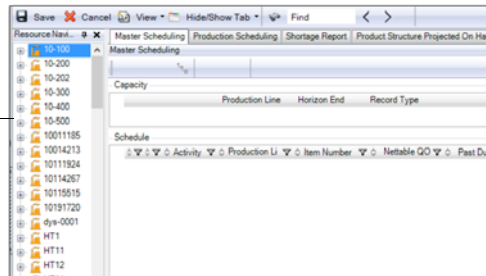 Save Cancel View Hide/Show Tab Find
Resource Navi...
Master Scheduling Production Scheduling Shortage Report Product Structure Projected On Ha
Master Scheduling
10-100
10-200
10-202
10-300
10-400
10-500
10011185
10014213
10111924
10114267
10115515
10191720
dys-0001
HT1
HT11
HT12
Capacity
Production Line Horizon End Record Type
Schedule
Activity Production Li Item Number Nettable QO Past Du